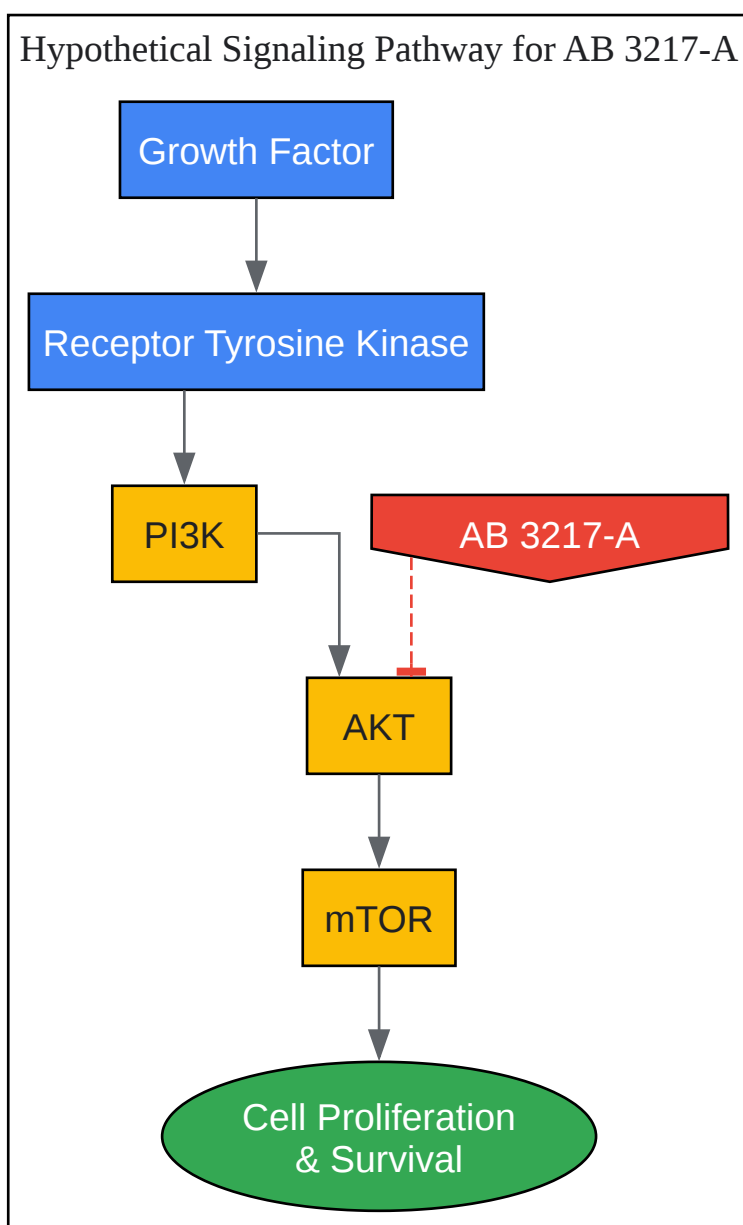 Hypothetical Signaling Pathway for AB 3217-A
Growth Factor
Receptor Tyrosine Kinase
PI3K
AB 3217-A
AKT
mTOR
Cell Proliferation
& Survival